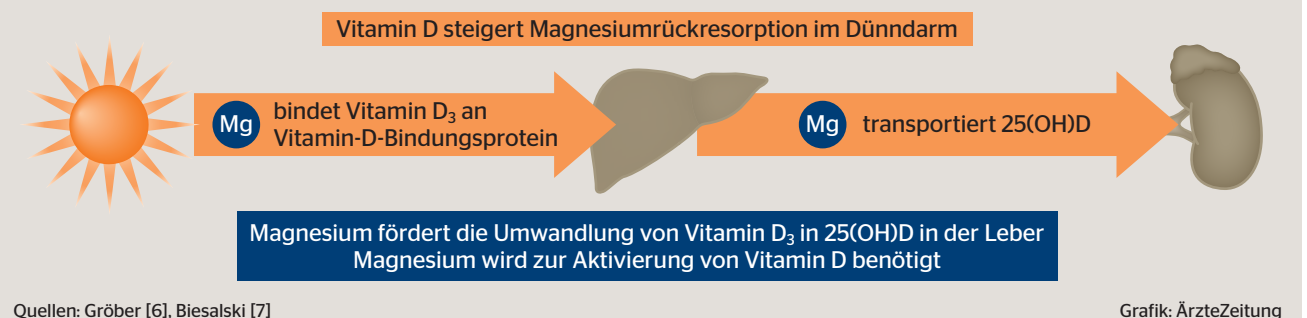 Vitamin D steigert Magnesiumrückresorption im Dünndarm
Mg
bindet Vitamin D₃ an
Vitamin-D-Bindungsprotein
Mg
transportiert 25(OH)D
Magnesium fördert die Umwandlung von Vitamin D₃ in 25(OH)D in der Leber
Magnesium wird zur Aktivierung von Vitamin D benötigt
Quellen: Gröber [6], Biesalski [7]
Grafik: ÄrzteZeitung